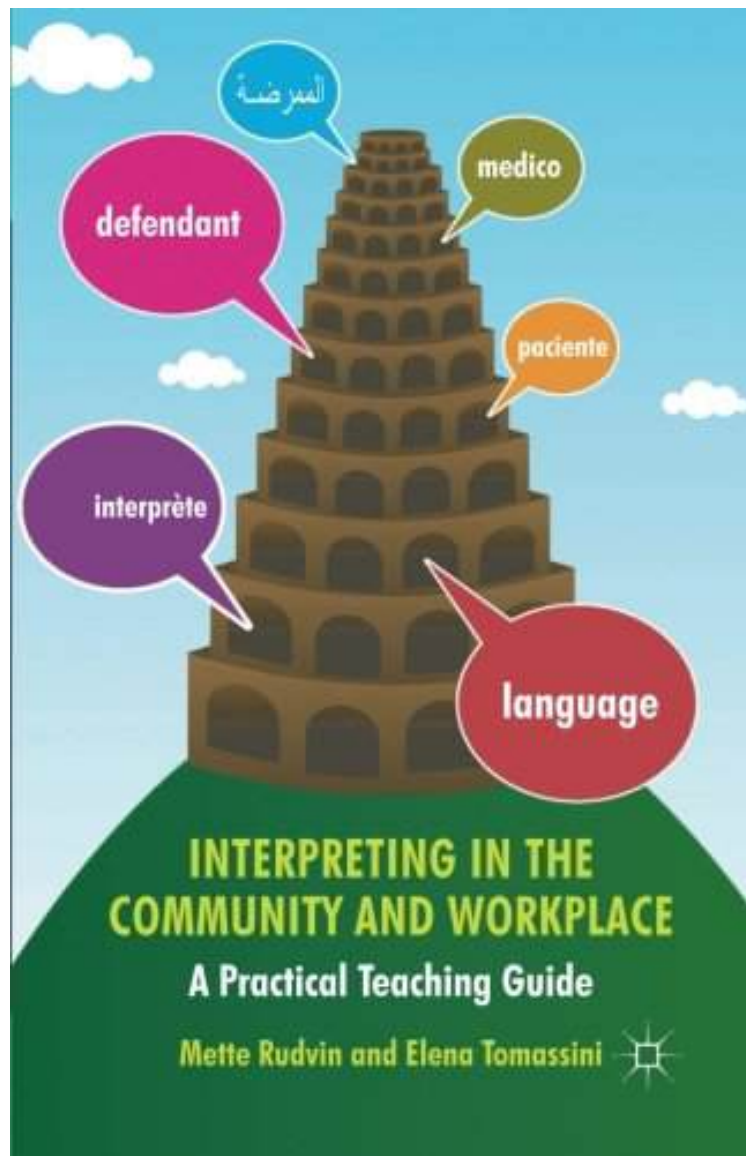 الممرضة
medico
defendant
paciente
interprète
language
INTERPRETING IN THE
COMMUNITY AND WORKPLACE
A Practical Teaching Guide
Mette Rudvin and Elena Tomassini